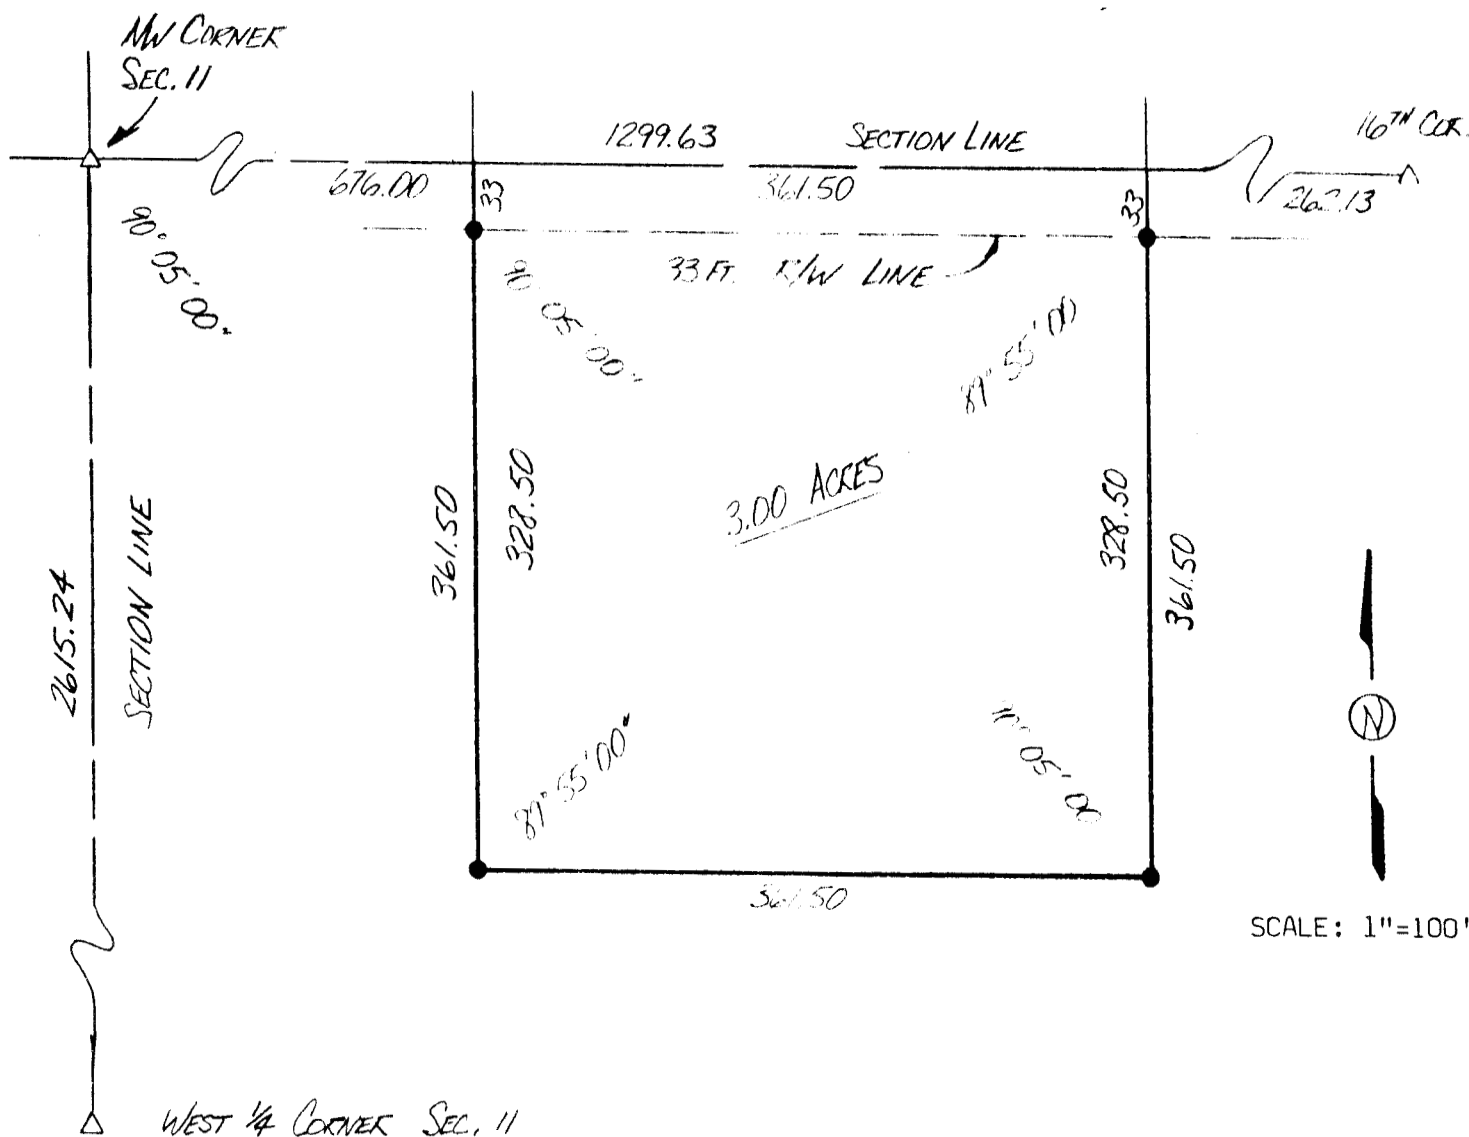 NW CORNER
SEC. 11
1299.63 SECTION LINE
16TH COR.
676.00
33
361.50
33
262.13
90° 05' 00"
33 FT. R/W LINE
90° 05' 00"
89° 55' 00
3.00 ACRES
361.50
328.50
328.50
361.50
2615.24
SECTION LINE
N
89° 55' 00"
90° 05' 00
361.50
SCALE: 1"=100'
WEST 1/4 CORNER SEC. 11